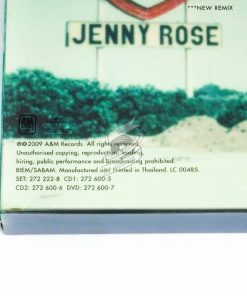 ***NEW REMIX
JENNY ROSE
A&M
℗©2009 A&M Records. All rights reserved.
Unauthorised copying, reproduction, lending,
hiring, public performance and broadcasting prohibited.
BIEM/SABAM. Manufactured and Printed in Thailand. LC 00485.
SET: 272 222-8 CD1: 272 600-5
CD2: 272 600-6 DVD: 272 600-7